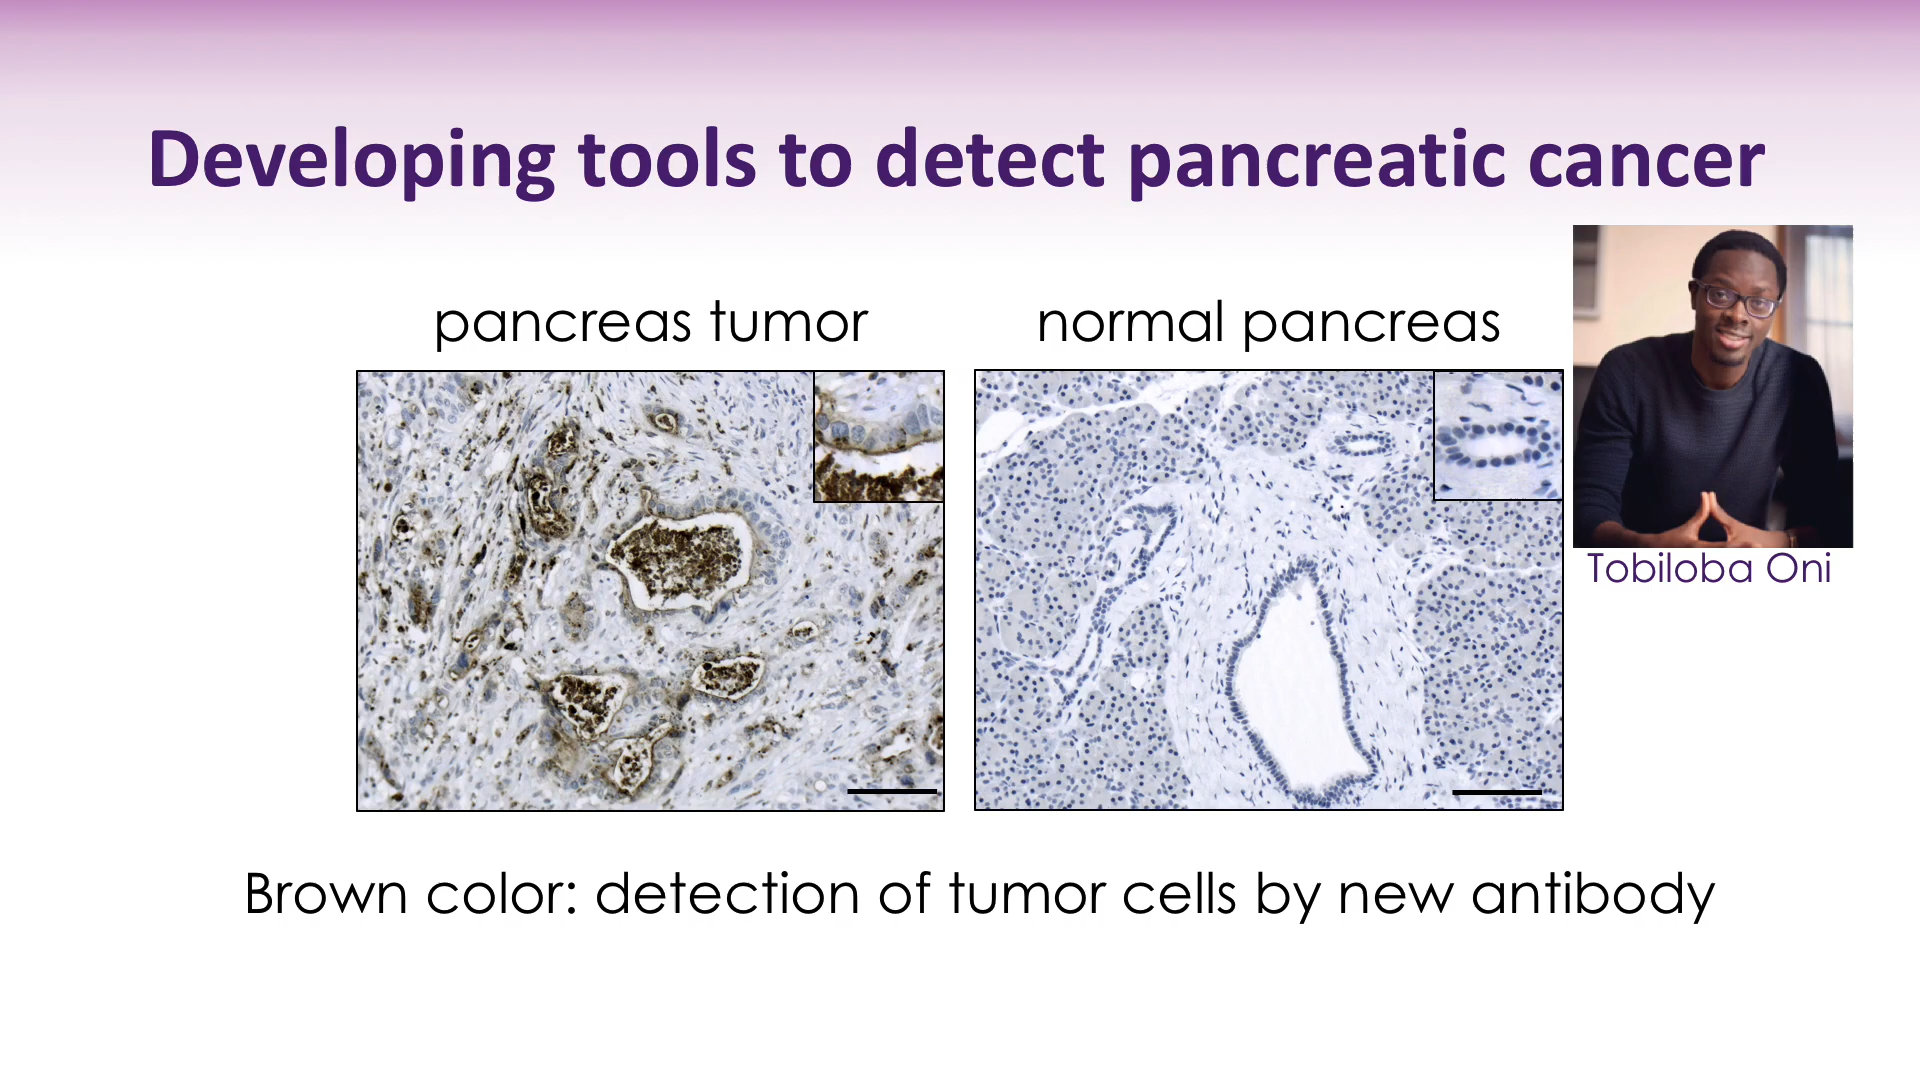 Developing tools to detect pancreatic cancer
pancreas tumor
normal pancreas
Tobiloba Oni
Brown color: detection of tumor cells by new antibody